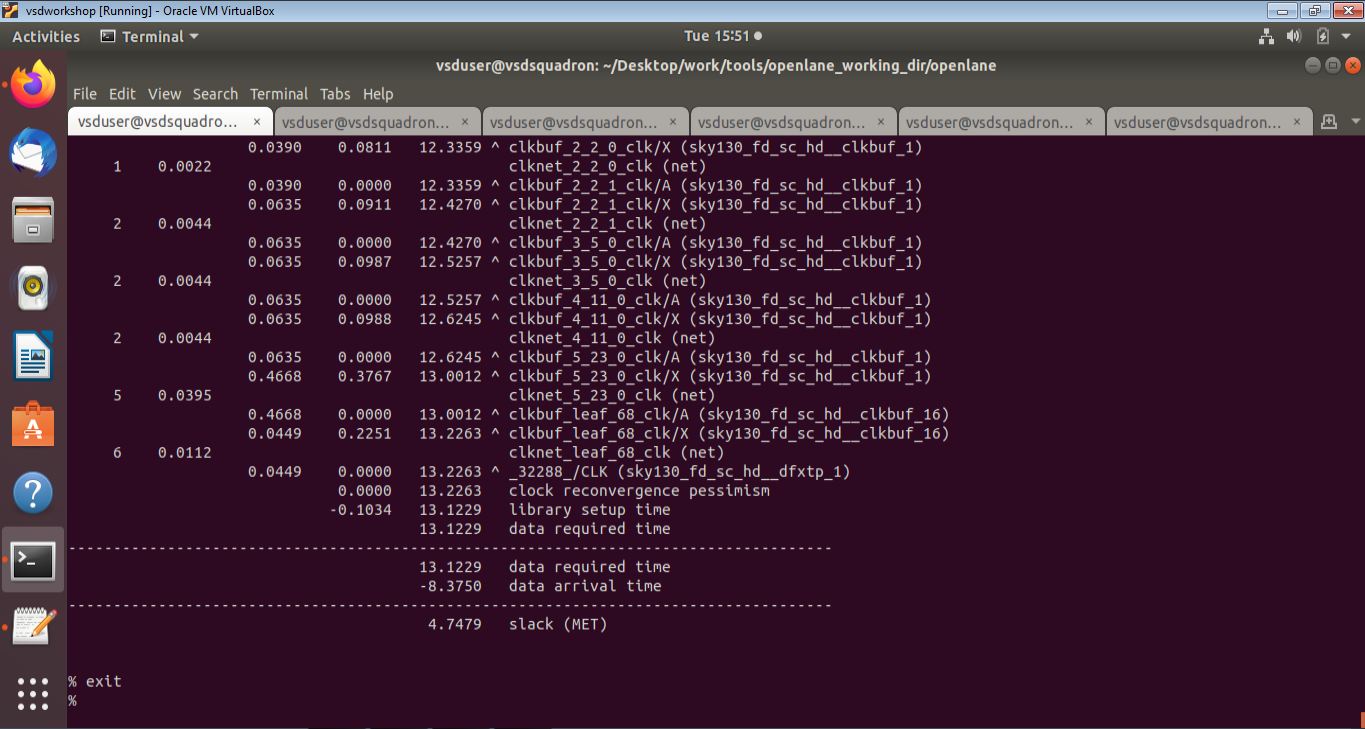 vsdworkshop [Running] - Oracle VM VirtualBox
Activities Terminal Tue 15:51
vsduser@vsdsquadron: ~/Desktop/work/tools/openlane_working_dir/openlane
File Edit View Search Terminal Tabs Help
vsduser@vsdsquadro... × vsduser@vsdsquadron... × vsduser@vsdsquadron... × vsduser@vsdsquadron... × vsduser@vsdsquadron... × vsduser@vsdsquadron... ×
0.0390 0.0811 12.3359 ^ clkbuf_2_2_0_clk/X (sky130_fd_sc_hd__clkbuf_1)
1 0.0022 clknet_2_2_0_clk (net)
0.0390 0.0000 12.3359 ^ clkbuf_2_2_1_clk/A (sky130_fd_sc_hd__clkbuf_1)
0.0635 0.0911 12.4270 ^ clkbuf_2_2_1_clk/X (sky130_fd_sc_hd__clkbuf_1)
2 0.0044 clknet_2_2_1_clk (net)
0.0635 0.0000 12.4270 ^ clkbuf_3_5_0_clk/A (sky130_fd_sc_hd__clkbuf_1)
0.0635 0.0987 12.5257 ^ clkbuf_3_5_0_clk/X (sky130_fd_sc_hd__clkbuf_1)
2 0.0044 clknet_3_5_0_clk (net)
0.0635 0.0000 12.5257 ^ clkbuf_4_11_0_clk/A (sky130_fd_sc_hd__clkbuf_1)
0.0635 0.0988 12.6245 ^ clkbuf_4_11_0_clk/X (sky130_fd_sc_hd__clkbuf_1)
2 0.0044 clknet_4_11_0_clk (net)
0.0635 0.0000 12.6245 ^ clkbuf_5_23_0_clk/A (sky130_fd_sc_hd__clkbuf_1)
0.4668 0.3767 13.0012 ^ clkbuf_5_23_0_clk/X (sky130_fd_sc_hd__clkbuf_1)
5 0.0395 clknet_5_23_0_clk (net)
0.4668 0.0000 13.0012 ^ clkbuf_leaf_68_clk/A (sky130_fd_sc_hd__clkbuf_16)
0.0449 0.2251 13.2263 ^ clkbuf_leaf_68_clk/X (sky130_fd_sc_hd__clkbuf_16)
6 0.0112 clknet_leaf_68_clk (net)
0.0449 0.0000 13.2263 ^ _32288_/CLK (sky130_fd_sc_hd__dfxtp_1)
0.0000 13.2263 clock reconvergence pessimism
-0.1034 13.1229 library setup time
13.1229 data required time
-------------------------------------------------------------------------------------
13.1229 data required time
-8.3750 data arrival time
-------------------------------------------------------------------------------------
4.7479 slack (MET)
% exit
%